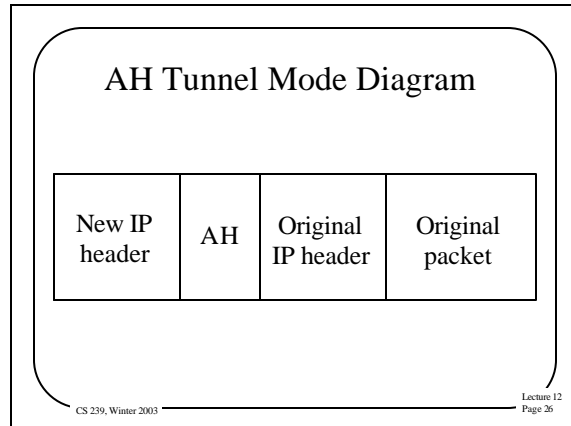 AH Tunnel Mode Diagram
New IP
header
AH
Original
IP header
Original
packet
CS 239, Winter 2003
Lecture 12
Page 26